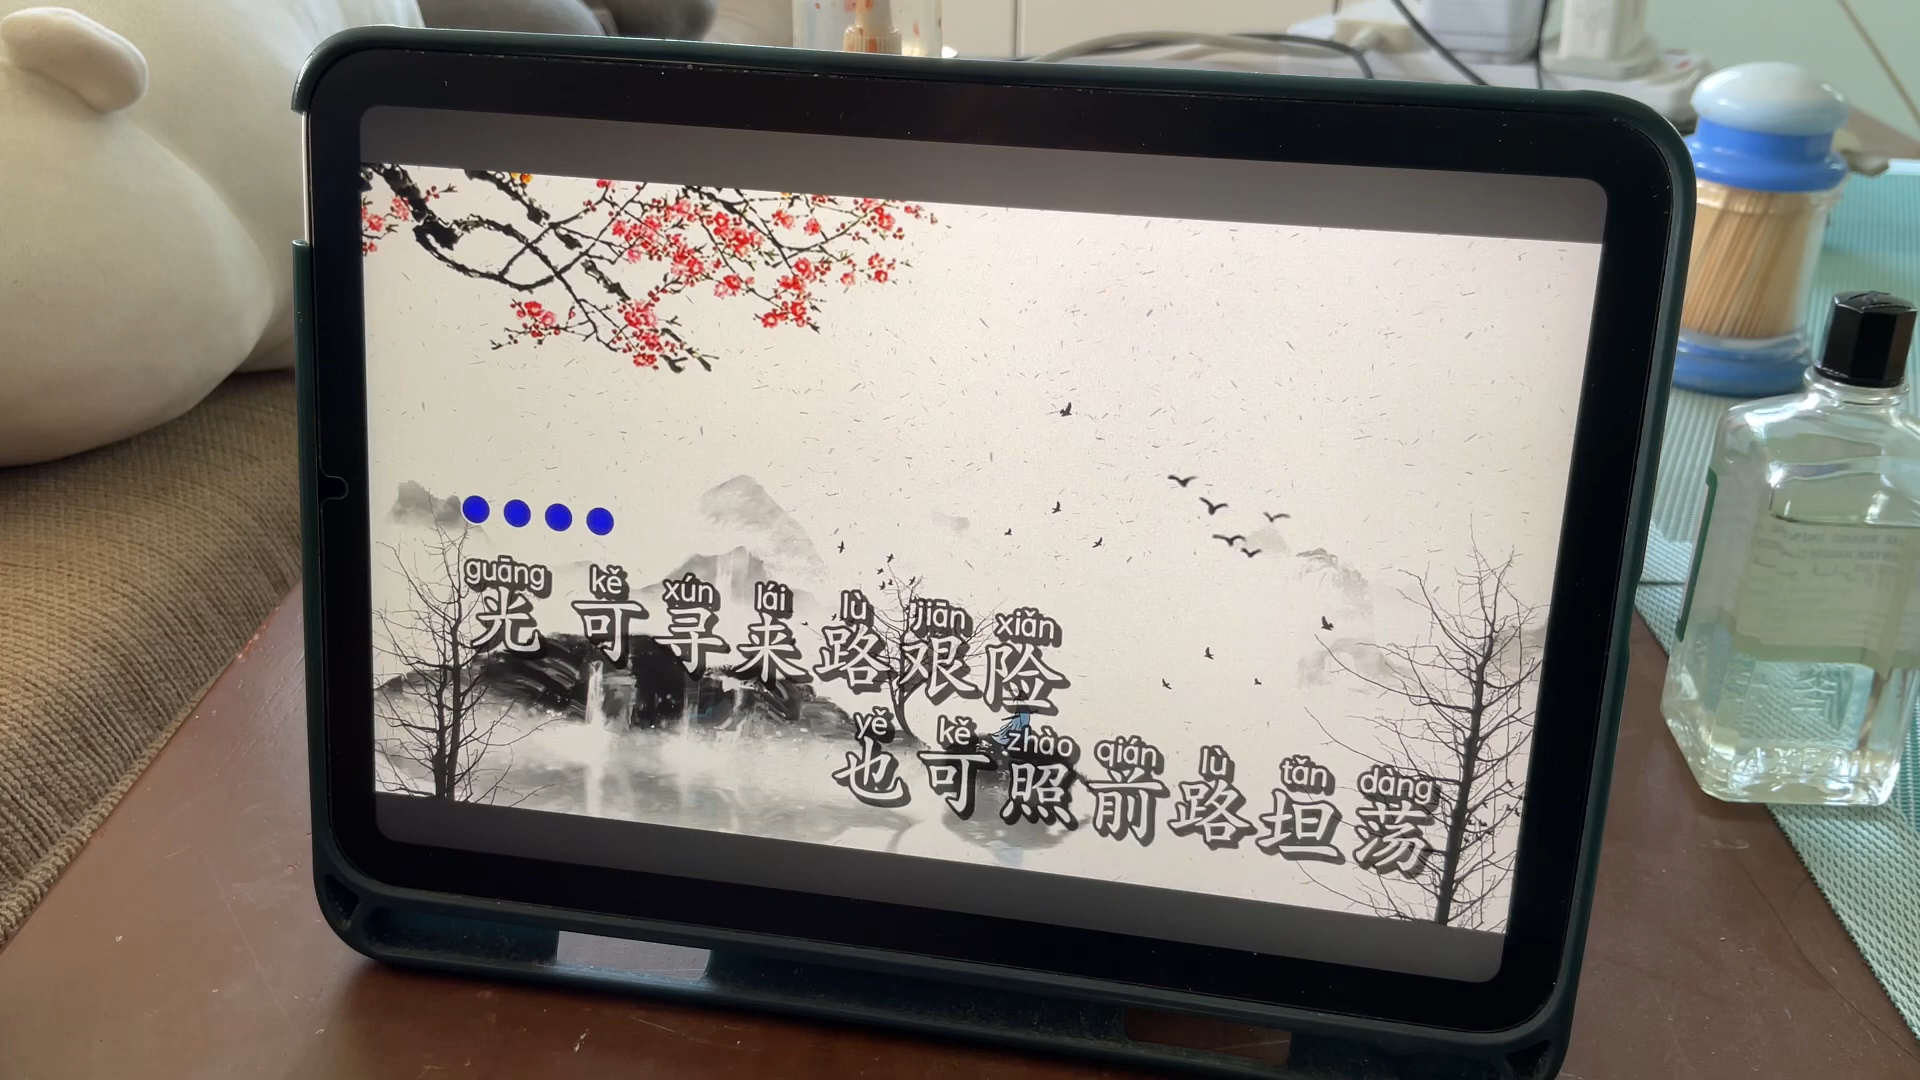 guāng kě xún lái lù jiān xiǎn
光 可寻来路艰险
yě kě zhào qián lù tǎn dàng
也可照前路坦荡